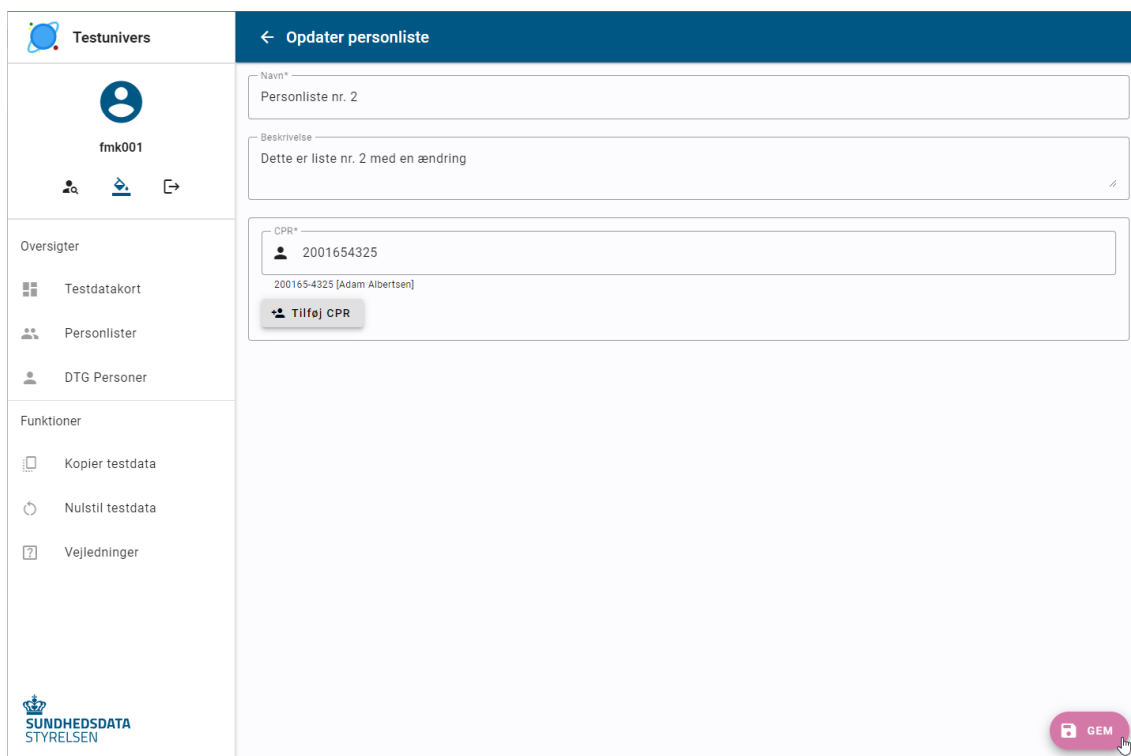 Testunivers
fmk001
Oversigter
Testdatakort
Personlister
DTG Personer
Funktioner
Kopier testdata
Nulstil testdata
Vejledninger
SUNDHEDSDATA
STYRELSEN
Opdater personliste
Navn*
Personliste nr. 2
Beskrivelse
Dette er liste nr. 2 med en ændring
CPR*
2001654325
200165-4325 [Adam Albertsen]
Tilføj CPR
GEM